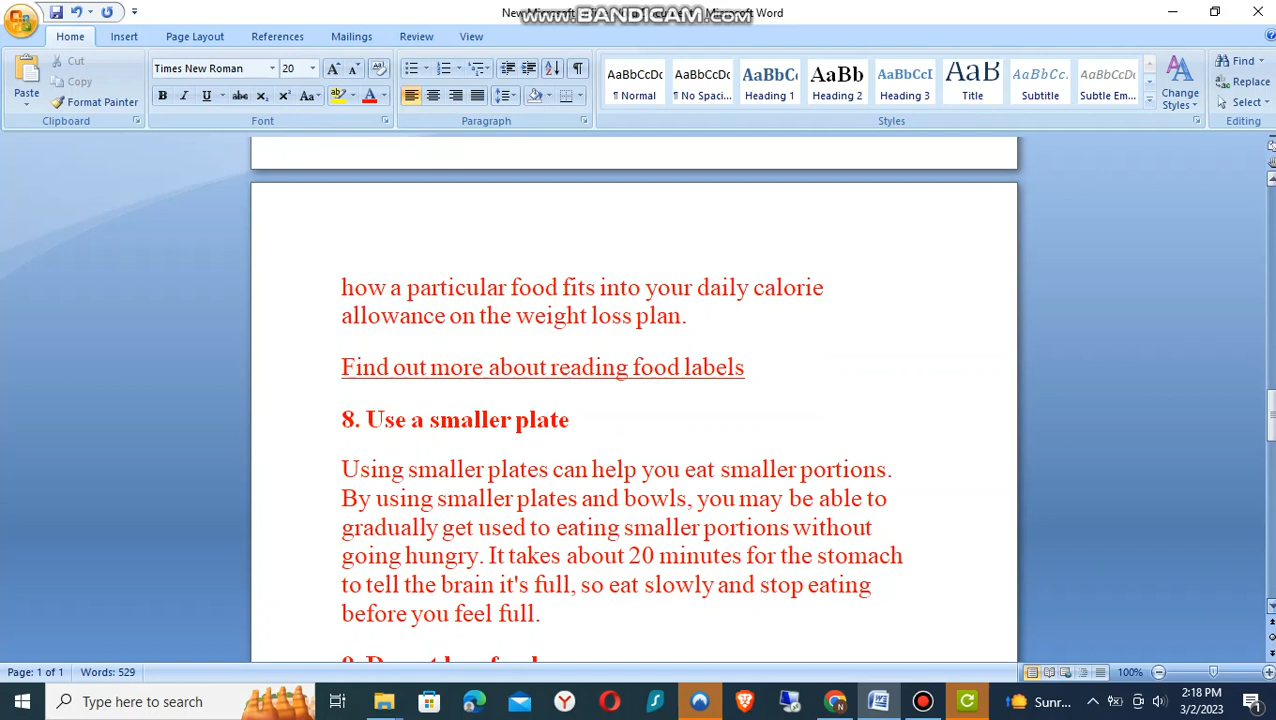 New www.BANDICAM.com Microsoft Word
Home Insert Page Layout References Mailings Review View
Paste Cut Copy Format Painter
Times New Roman 20
AaBbCcDc AaBbCcDc AaBbC AaBb AaBbCcI AaB AaBbCc. AaBbCcDc
¶ Normal ¶ No Spaci... Heading 1 Heading 2 Heading 3 Title Subtitle Subtle Em...
Change Styles
Find
Replace
Select
Clipboard Font Paragraph Styles Editing
how a particular food fits into your daily calorie
allowance on the weight loss plan.
Find out more about reading food labels
8. Use a smaller plate
Using smaller plates can help you eat smaller portions.
By using smaller plates and bowls, you may be able to
gradually get used to eating smaller portions without
going hungry. It takes about 20 minutes for the stomach
to tell the brain it's full, so eat slowly and stop eating
before you feel full.
Page: 1 of 1 Words: 529 100%
Type here to search Sunr... 2:18 PM
3/2/2023